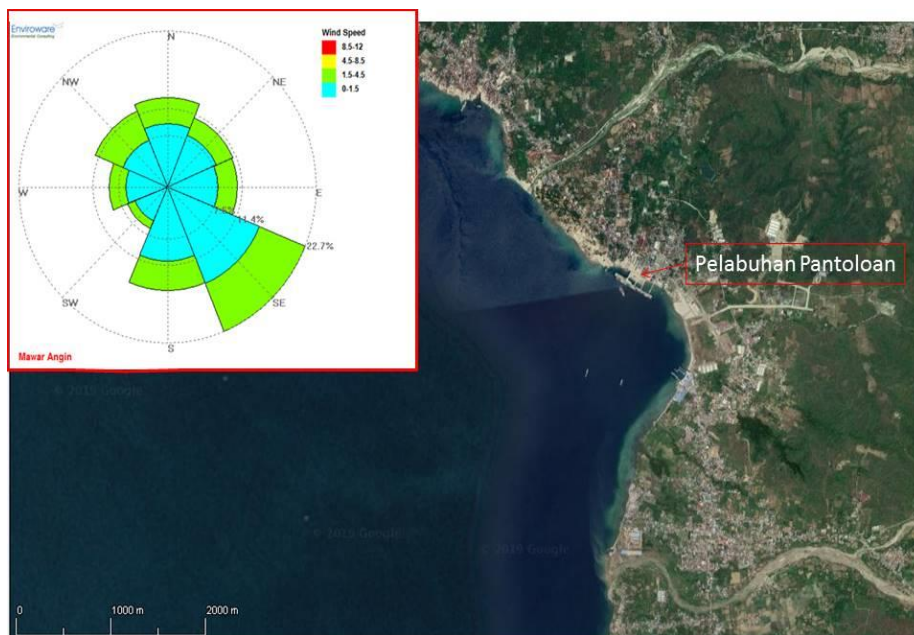 Enviroware
Environmental Consulting
Wind Speed
8.5-12
4.5-8.5
1.5-4.5
0-1.5
N
NW
NE
W
E
11.4%
22.7%
SW
SE
S
Mawar Angin
Pelabuhan Pantoloan
© 2019 Google
© 2019 Google
© 2019 Google
0
1000 m
2000 m